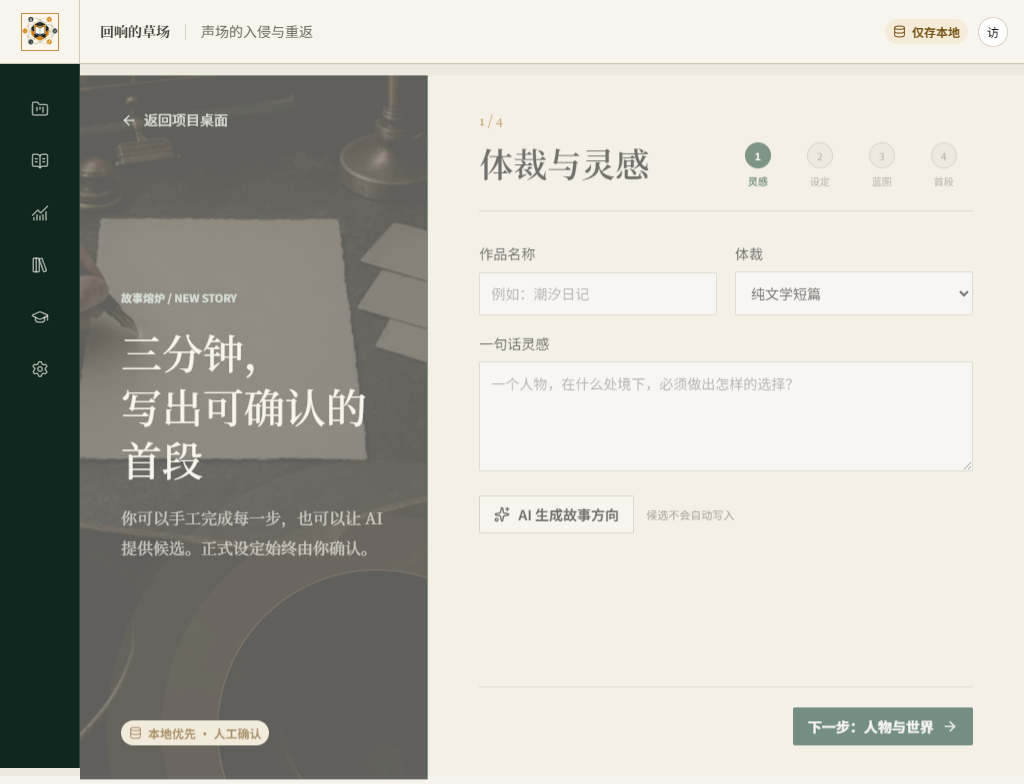 回响的草场
声场的入侵与重返
仅存本地
访
返回项目桌面
故事熔炉 / NEW STORY
三分钟，
写出可确认的
首段
你可以手工完成每一步，也可以让 AI
提供候选。正式设定始终由你确认。
本地优先 · 人工确认
1 / 4
体裁与灵感
1
2
3
4
灵感
设定
蓝图
首段
作品名称
体裁
例如：潮汐日记
纯文学短篇
一句话灵感
一个人物，在什么处境下，必须做出怎样的选择？
AI 生成故事方向
候选不会自动写入
下一步：人物与世界